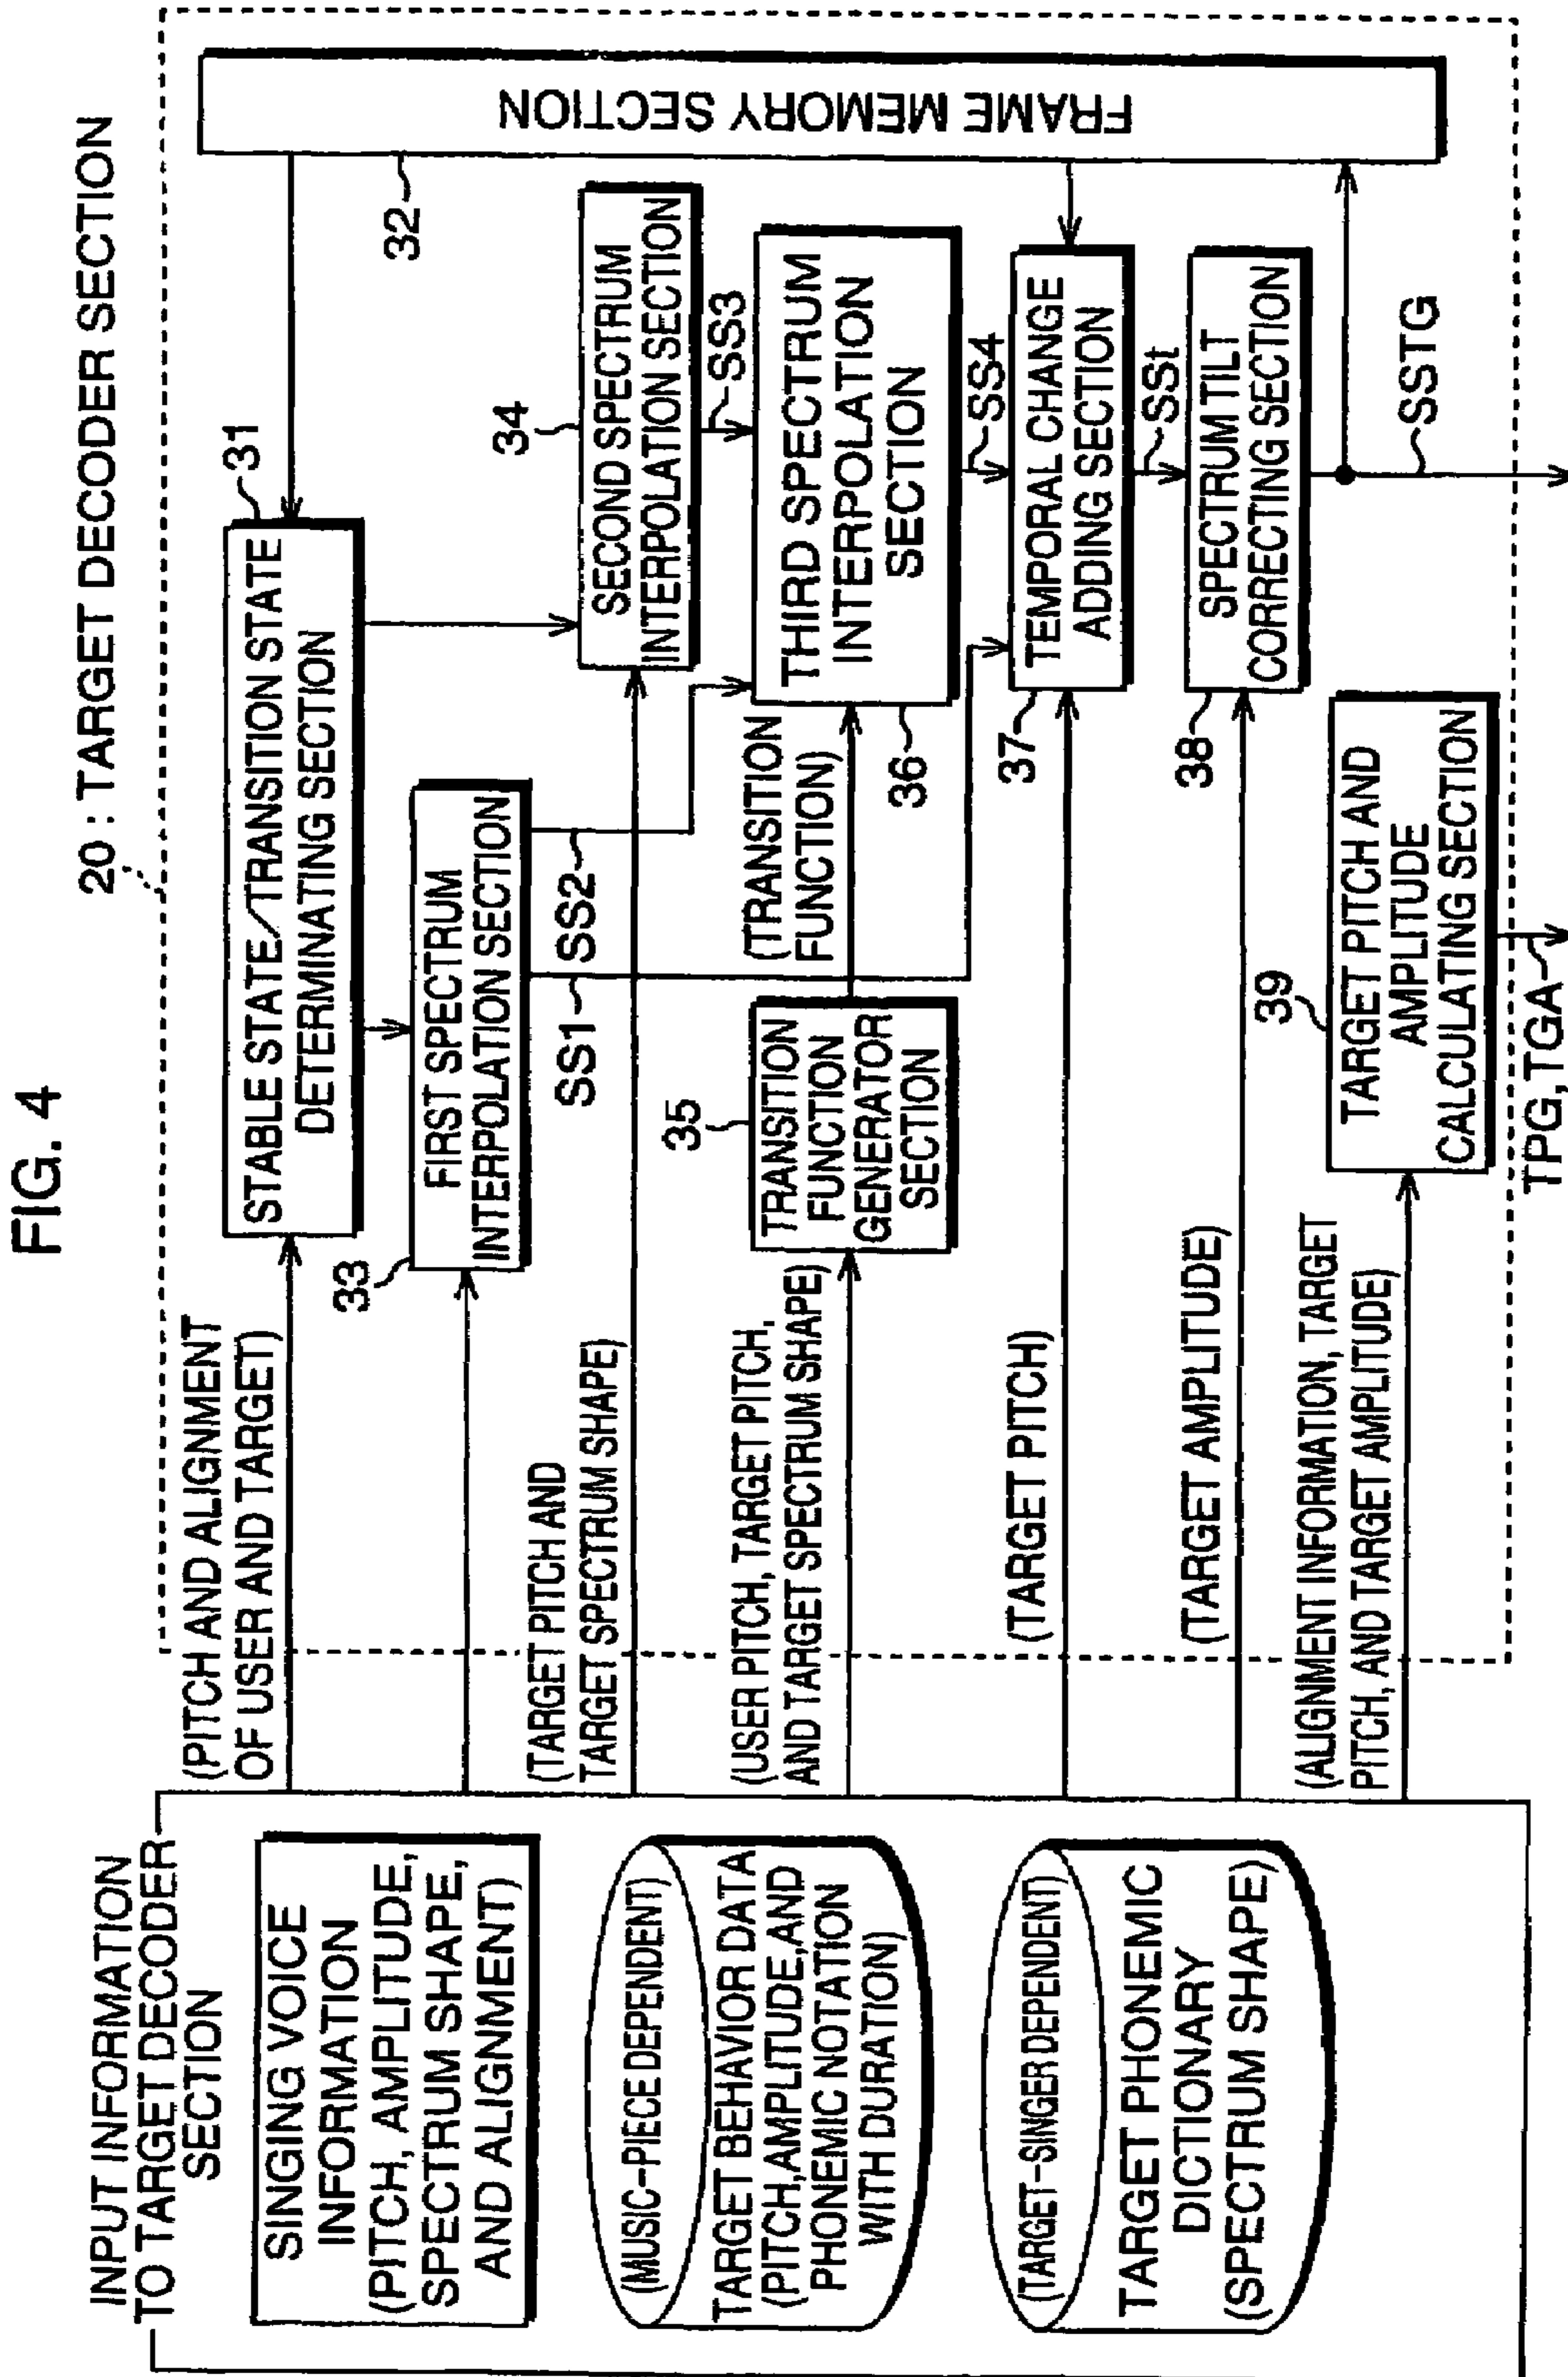 FIG. 4
INPUT INFORMATION
TO TARGET DECODER
SECTION
SINGING VOICE
INFORMATION
(PITCH, AMPLITUDE,
SPECTRUM SHAPE,
AND ALIGNMENT)
(MUSIC-PIECE DEPENDENT)
TARGET BEHAVIOR DATA
(PITCH,AMPLITUDE,AND
PHONEMIC NOTATION
WITH DURATION)
(TARGET-SINGER DEPENDENT)
TARGET PHONEMIC
DICTIONARY
(SPECTRUM SHAPE)
20 : TARGET DECODER SECTION
(PITCH AND ALIGNMENT
OF USER AND TARGET)
STABLE STATE/TRANSITION STATE
DETERMINATING SECTION
31
FRAME MEMORY SECTION
32
33
FIRST SPECTRUM
INTERPOLATION SECTION
34
SECOND SPECTRUM
INTERPOLATION SECTION
(TARGET PITCH AND
TARGET SPECTRUM SHAPE)
SS1
SS2
SS3
(USER PITCH, TARGET PITCH,
AND TARGET SPECTRUM SHAPE)
35
TRANSITION
FUNCTION
GENERATOR
SECTION
(TRANSITION
FUNCTION)
THIRD SPECTRUM
INTERPOLATION
SECTION
36
SS4
(TARGET PITCH)
37
TEMPORAL CHANGE
ADDING SECTION
SSt
(TARGET AMPLITUDE)
38
SPECTRUM TILT
CORRECTING SECTION
SSTG
(ALIGNMENT INFORMATION, TARGET
PITCH, AND TARGET AMPLITUDE)
39
TARGET PITCH AND
AMPLITUDE
CALCULATING SECTION
TPG,TGA